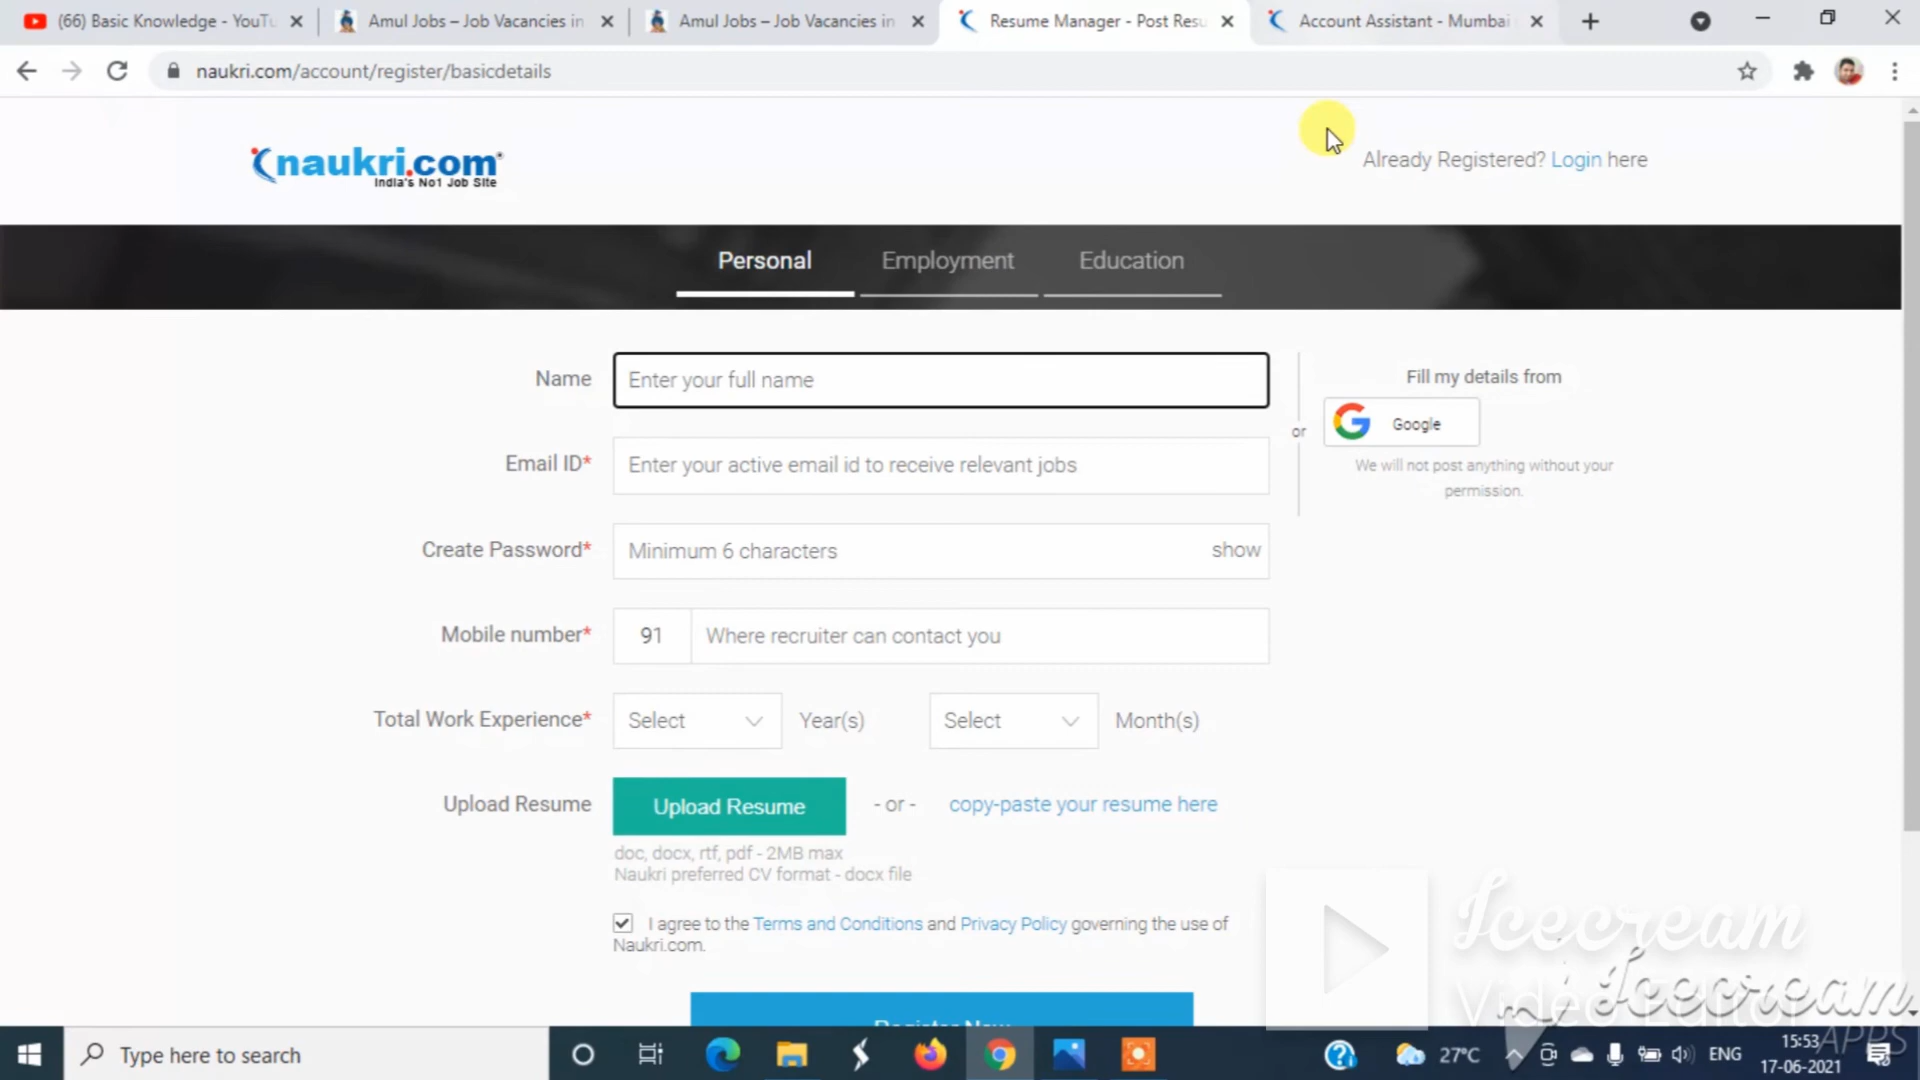 (66) Basic Knowledge - YouTu
Amul Jobs – Job Vacancies in
Amul Jobs – Job Vacancies in
Resume Manager - Post Resu
Account Assistant - Mumbai
naukri.com/account/register/basicdetails
naukri.com
India's No1 Job Site
Already Registered? Login here
Personal
Employment
Education
Name
Enter your full name
Fill my details from
or
Google
Email ID*
Enter your active email id to receive relevant jobs
We will not post anything without your
permission.
Create Password*
Minimum 6 characters
show
Mobile number*
91
Where recruiter can contact you
Total Work Experience*
Select
Year(s)
Select
Month(s)
Upload Resume
Upload Resume
- or -
copy-paste your resume here
doc, docx, rtf, pdf - 2MB max
Naukri preferred CV format - docx file
I agree to the Terms and Conditions and Privacy Policy governing the use of
Naukri.com.
Icecream
Video Editor
Icecream
APPS
Register Now
Type here to search
27°C
ENG
15:53
17-06-2021